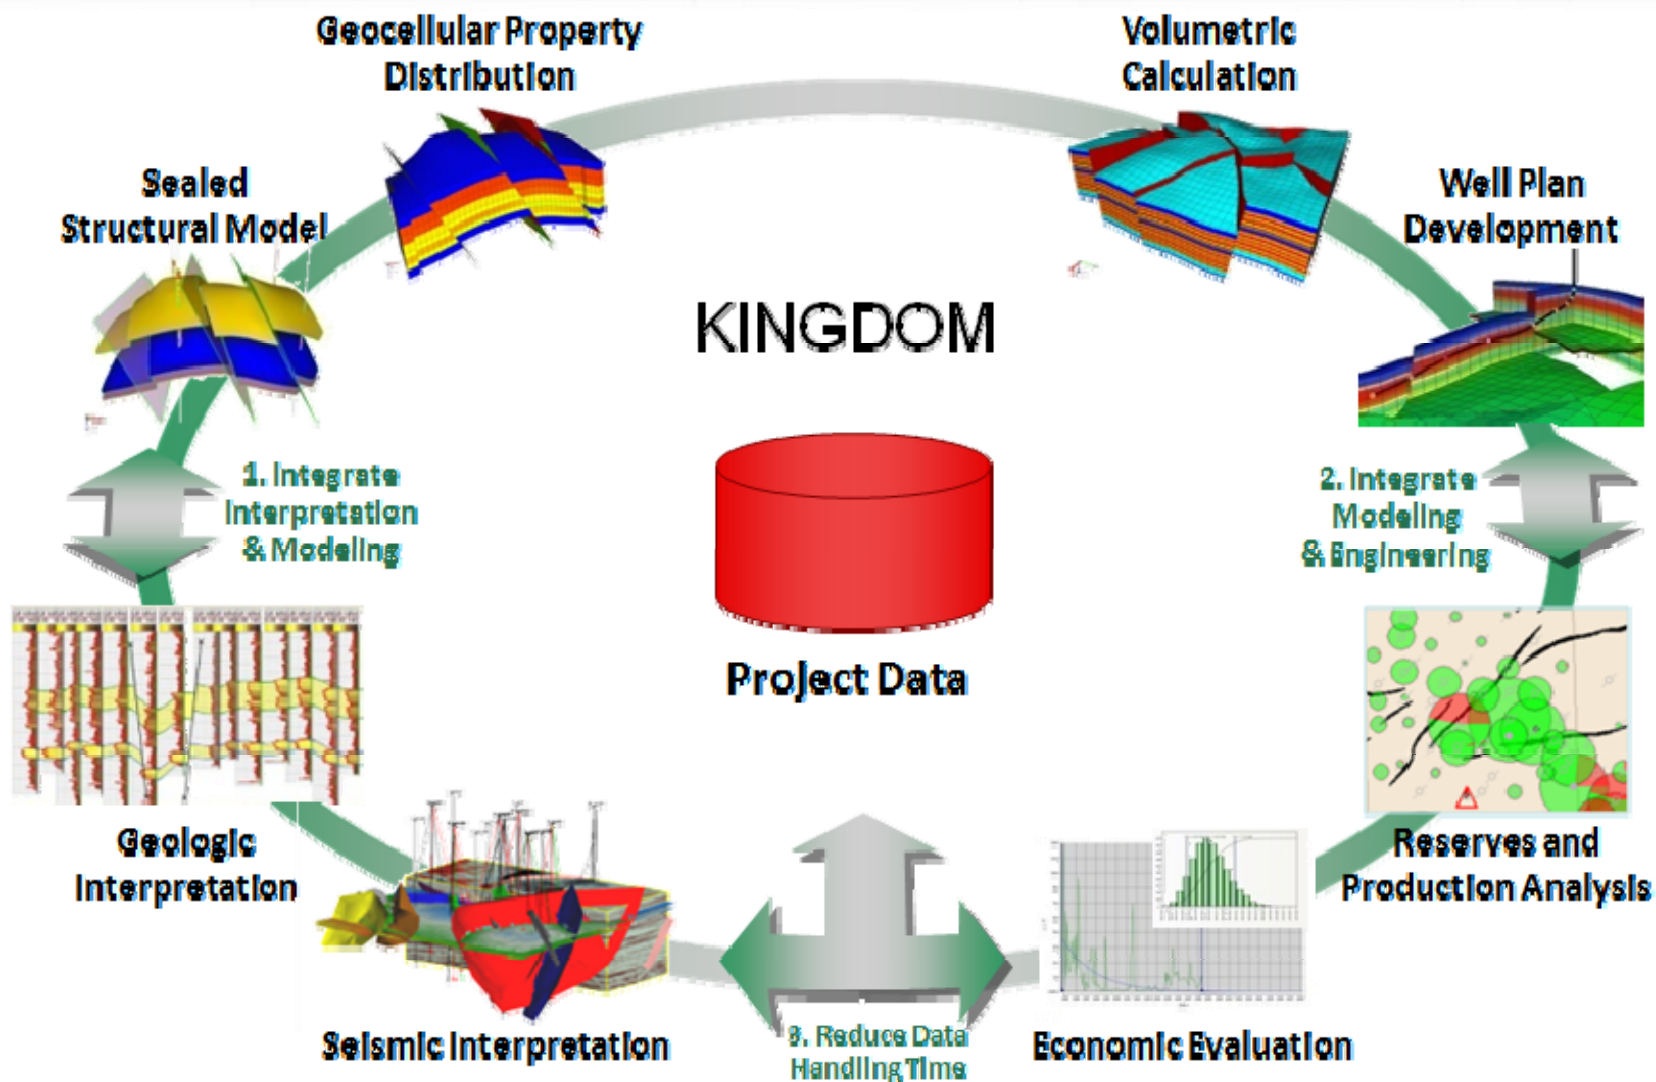 Geocellular Property
Distribution
Volumetric
Calculation
Sealed
Structural Model
Well Plan
Development
KINGDOM
1. Integrate
Interpretation
& Modeling
2. Integrate
Modeling
& Engineering
Project Data
Geologic
Interpretation
Reserves and
Production Analysis
Seismic Interpretation
3. Reduce Data
Handling Time
Economic Evaluation